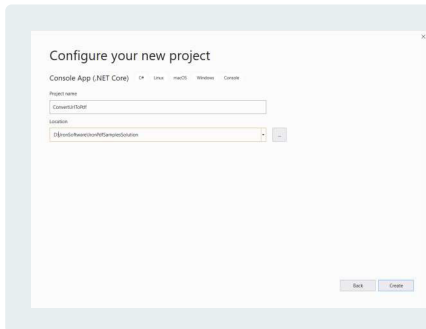 Configure your new project
Console App (.NET Core) C# Linux macOS Windows Console
Project name
ConvertUrlToPdf
Location
D:\IronSoftware\IronPdfSamplesSolution
...
Back Create